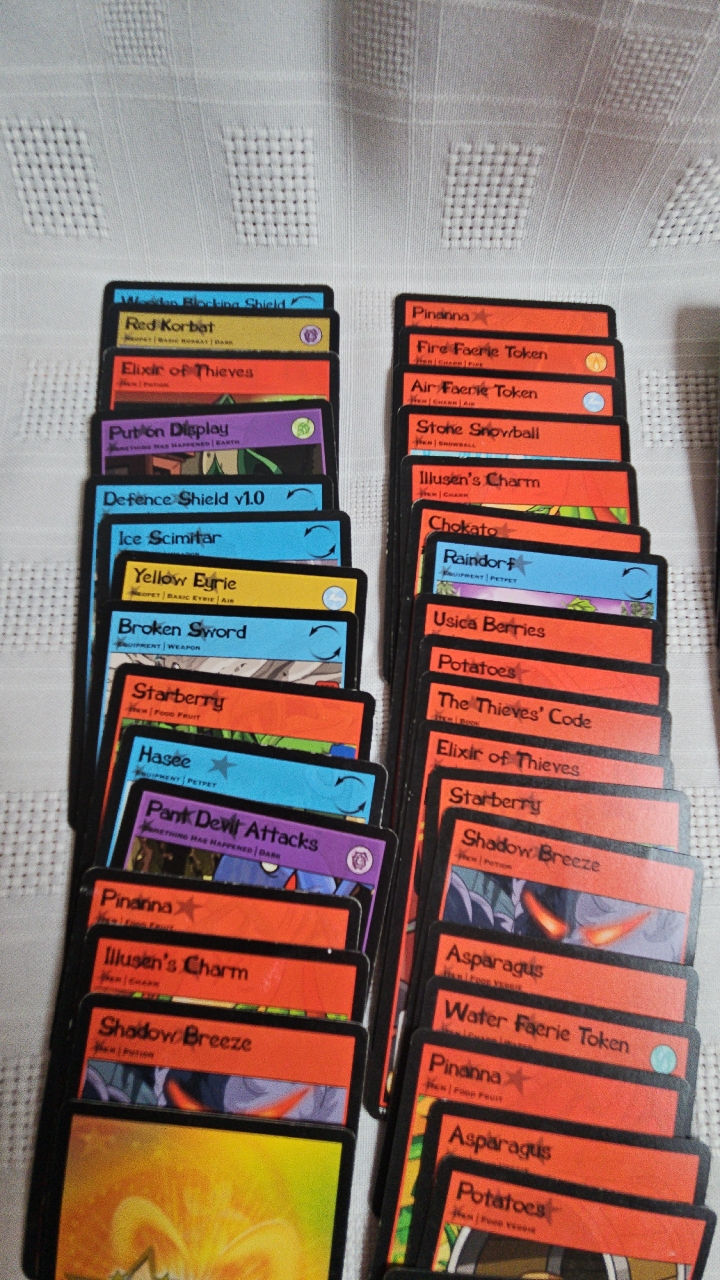 Wooden Blocking Shield
Red Korbat
Neopet | Basic Korbat | Dark
Elixir of Thieves
Item | Potion
Put on Display
Something Has Happened | Earth
Defence Shield v1.0
Ice Scimitar
Yellow Eyrie
Neopet | Basic Eyrie | Air
Broken Sword
Equipment | Weapon
Starberry
Item | Food Fruit
Hasee
Equipment | Petpet
Pant Devil Attacks
Something Has Happened | Dark
Pinanna
Item | Food Fruit
Illusen's Charm
Item | Charm
Shadow Breeze
Item | Potion
Pinanna
Fire Faerie Token
Item | Charm | Fire
Air Faerie Token
Item | Charm | Air
Stone Snowball
Item | Snowball
Illusen's Charm
Item | Charm
Chokato
Raindorf
Equipment | Petpet
Usica Berries
Potatoes
The Thieves' Code
Item | Book
Elixir of Thieves
Starberry
Shadow Breeze
Item | Potion
Asparagus
Item | Food Veggie
Water Faerie Token
Pinanna
Item | Food Fruit
Asparagus
Potatoes
Item | Food Veggie